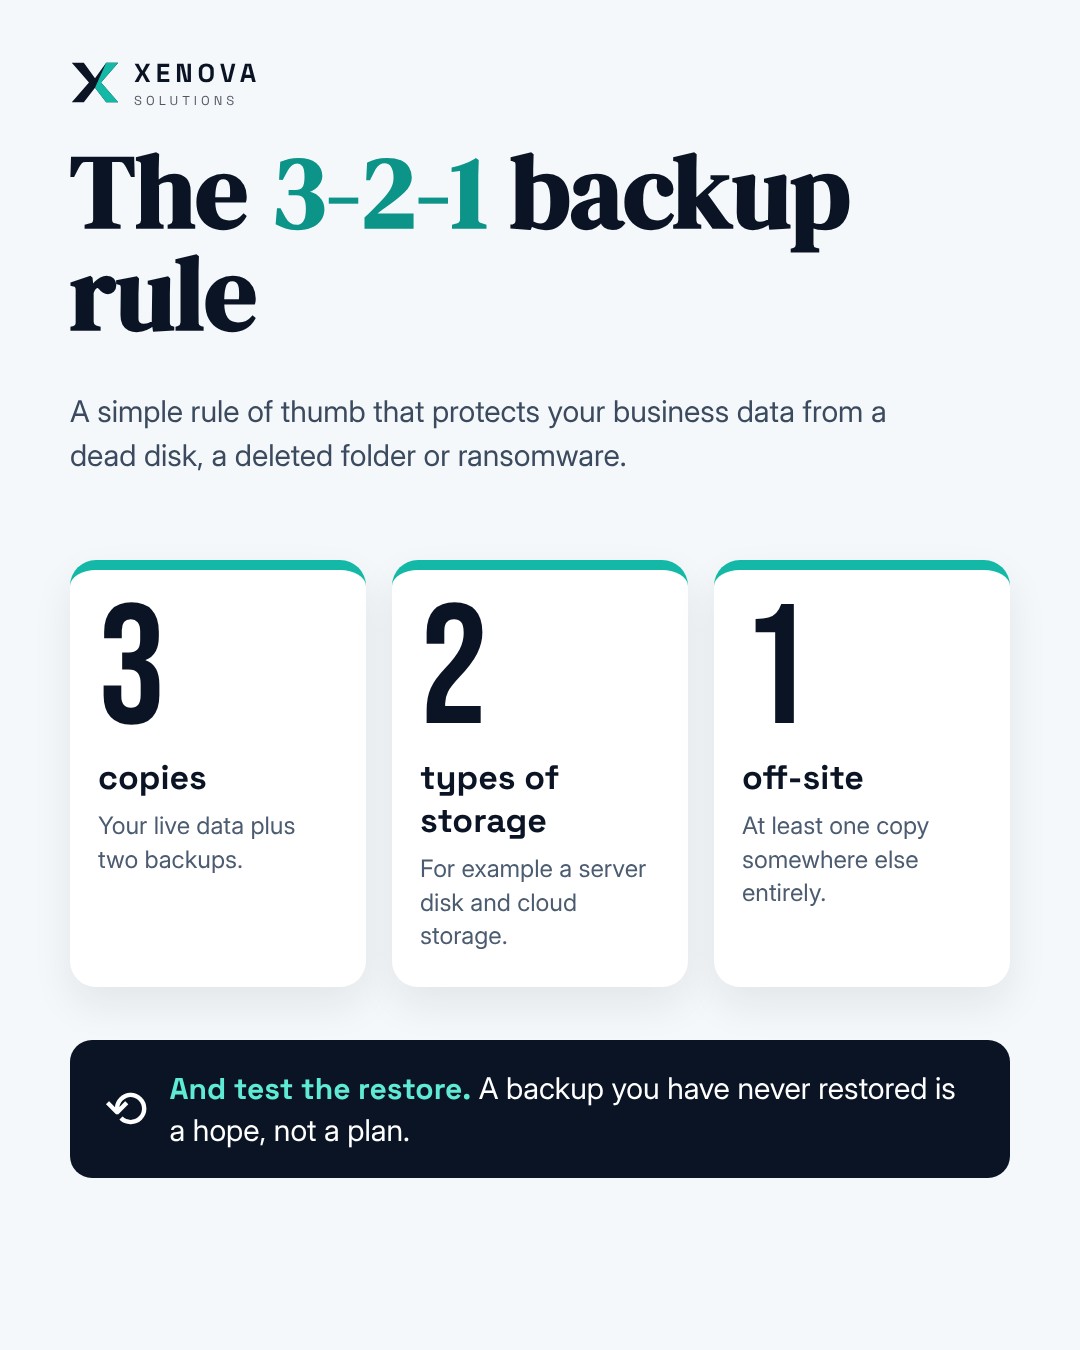 XENOVA
SOLUTIONS
The 3-2-1 backup
rule
A simple rule of thumb that protects your business data from a
dead disk, a deleted folder or ransomware.
3
copies
Your live data plus
two backups.
2
types of
storage
For example a server
disk and cloud
storage.
1
off-site
At least one copy
somewhere else
entirely.
And test the restore. A backup you have never restored is
a hope, not a plan.